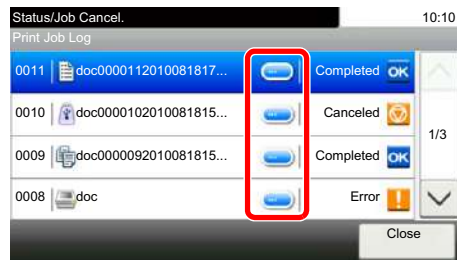 Status/Job Cancel. 10:10
Print Job Log
0011 doc0000112010081817... ... Completed OK
0010 doc0000102010081815... ... Canceled
1/3
0009 doc0000092010081815... ... Completed OK
0008 doc ... Error !
Close